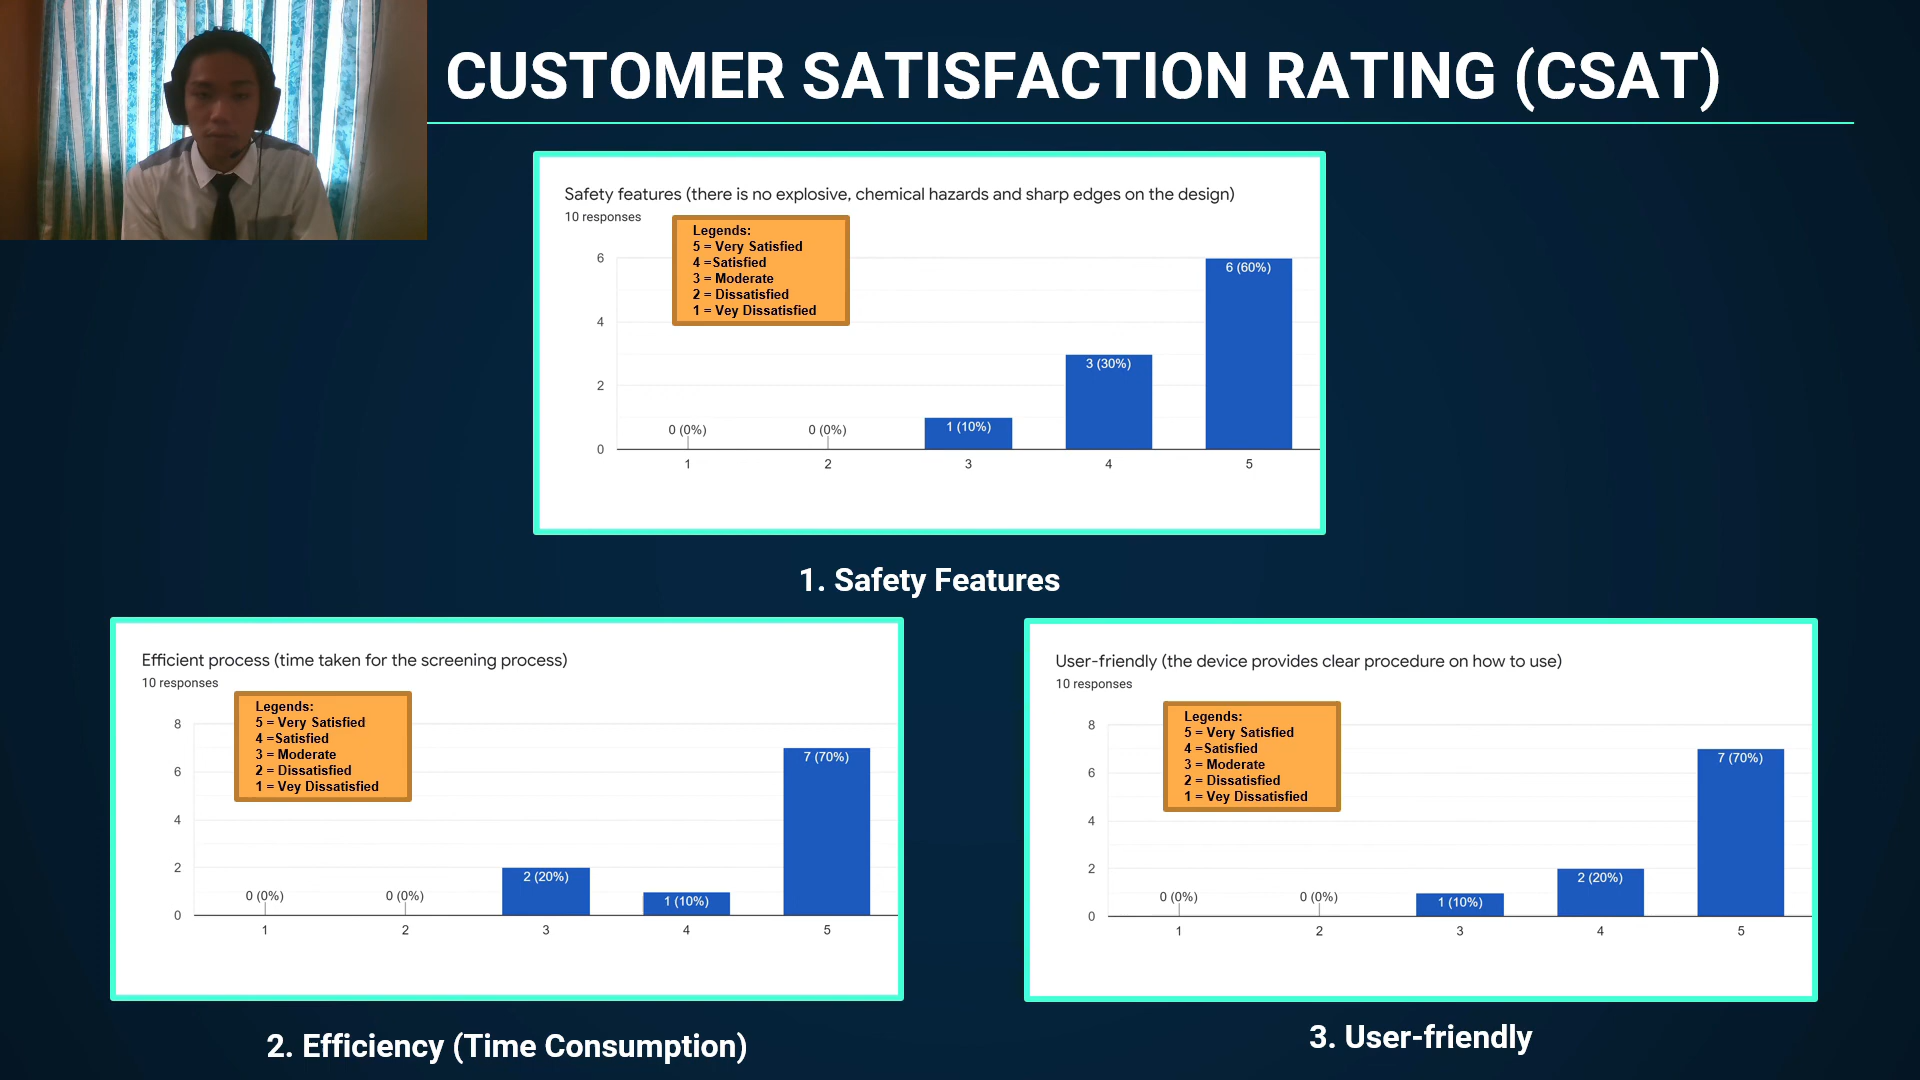 CUSTOMER SATISFACTION RATING (CSAT)
Safety features (there is no explosive, chemical hazards and sharp edges on the design)
10 responses
Legends:
5 = Very Satisfied
4 =Satisfied
3 = Moderate
2 = Dissatisfied
1 = Vey Dissatisfied
6
4
2
0
0 (0%)
0 (0%)
1 (10%)
3 (30%)
6 (60%)
1
2
3
4
5
1. Safety Features
Efficient process (time taken for the screening process)
10 responses
Legends:
5 = Very Satisfied
4 =Satisfied
3 = Moderate
2 = Dissatisfied
1 = Vey Dissatisfied
8
6
4
2
0
0 (0%)
0 (0%)
2 (20%)
1 (10%)
7 (70%)
1
2
3
4
5
2. Efficiency (Time Consumption)
User-friendly (the device provides clear procedure on how to use)
10 responses
Legends:
5 = Very Satisfied
4 =Satisfied
3 = Moderate
2 = Dissatisfied
1 = Vey Dissatisfied
8
6
4
2
0
0 (0%)
0 (0%)
1 (10%)
2 (20%)
7 (70%)
1
2
3
4
5
3. User-friendly